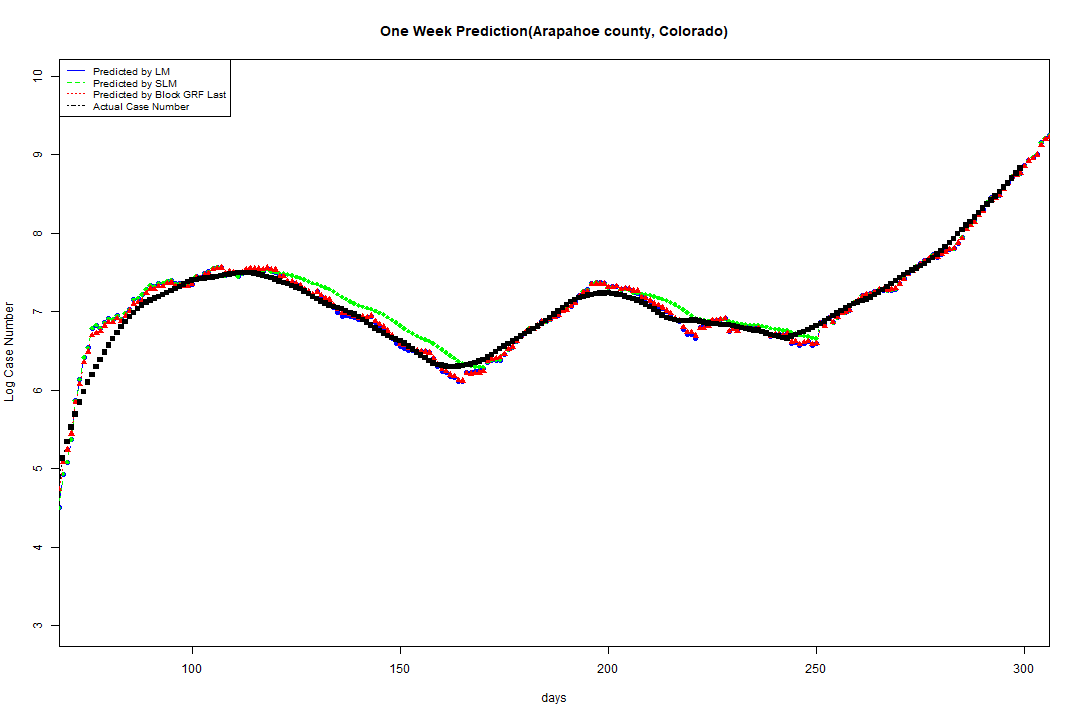 One Week Prediction(Arapahoe county, Colorado)
Predicted by LM
Predicted by SLM
Predicted by Block GRF Last
Actual Case Number
10
9
8
7
6
5
4
3
Log Case Number
100 150 200 250 300
days